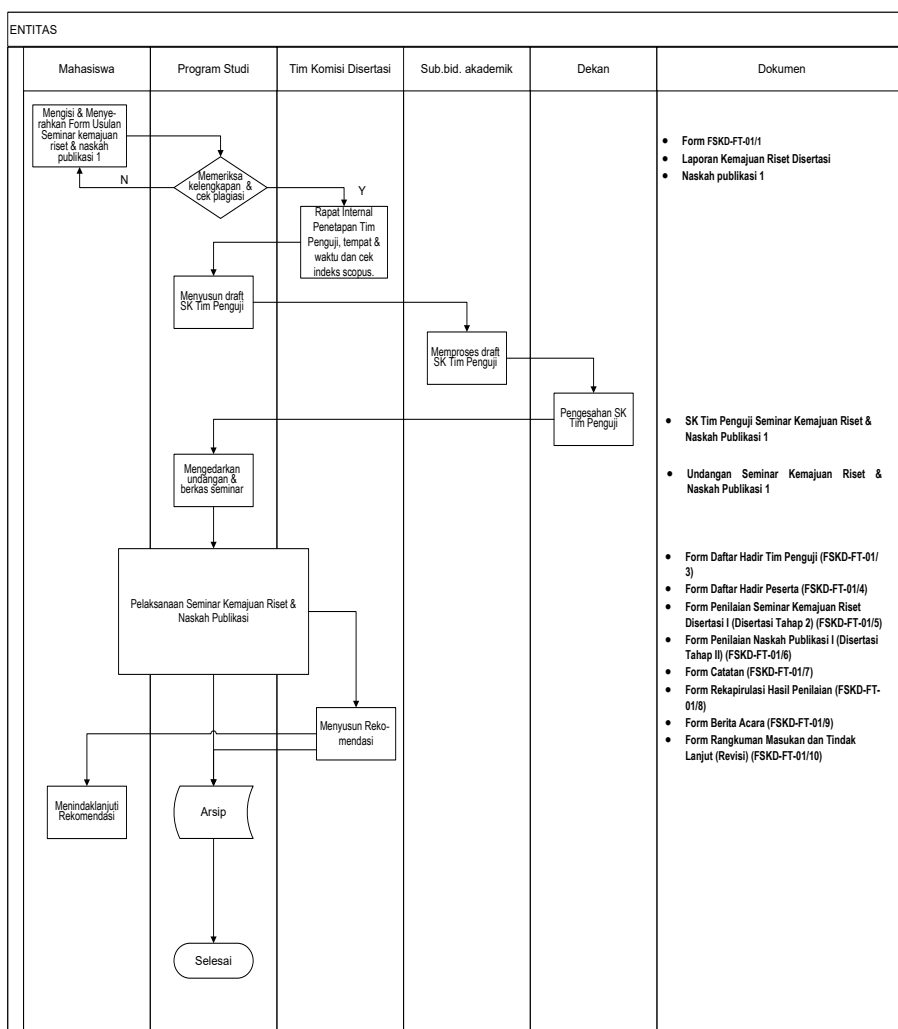 ENTITAS
Mahasiswa
Program Studi
Tim Komisi Disertasi
Sub.bid. akademik
Dekan
Dokumen
Mengisi & Menye-
rahkan Form Usulan
Seminar kemajuan
riset & naskah
publikasi 1
Form FSKD-FT-01/1
Laporan Kemajuan Riset Disertasi
Naskah publikasi 1
N
Memeriksa
kelengkapan &
cek plagiasi
Y
Rapat Internal
Penetapan Tim
Penguji, tempat &
waktu dan cek
indeks scopus.
Menyusun draft
SK Tim Penguji
Memproses draft
SK Tim Penguji
Pengesahan SK
Tim Penguji
SK Tim Penguji Seminar Kemajuan Riset &
Naskah Publikasi 1
Mengedarkan
undangan &
berkas seminar
Undangan Seminar Kemajuan Riset &
Naskah Publikasi 1
Pelaksanaan Seminar Kemajuan Riset &
Naskah Publikasi
Form Daftar Hadir Tim Penguji (FSKD-FT-01/
3)
Form Daftar Hadir Peserta (FSKD-FT-01/4)
Form Penilaian Seminar Kemajuan Riset
Disertasi I (Disertasi Tahap 2) (FSKD-FT-01/5)
Form Penilaian Naskah Publikasi I (Disertasi
Tahap II) (FSKD-FT-01/6)
Form Catatan (FSKD-FT-01/7)
Form Rekapirulasi Hasil Penilaian (FSKD-FT-
01/8)
Form Berita Acara (FSKD-FT-01/9)
Form Rangkuman Masukan dan Tindak
Lanjut (Revisi) (FSKD-FT-01/10)
Menyusun Reko-
mendasi
Menindaklanjuti
Rekomendasi
Arsip
Selesai